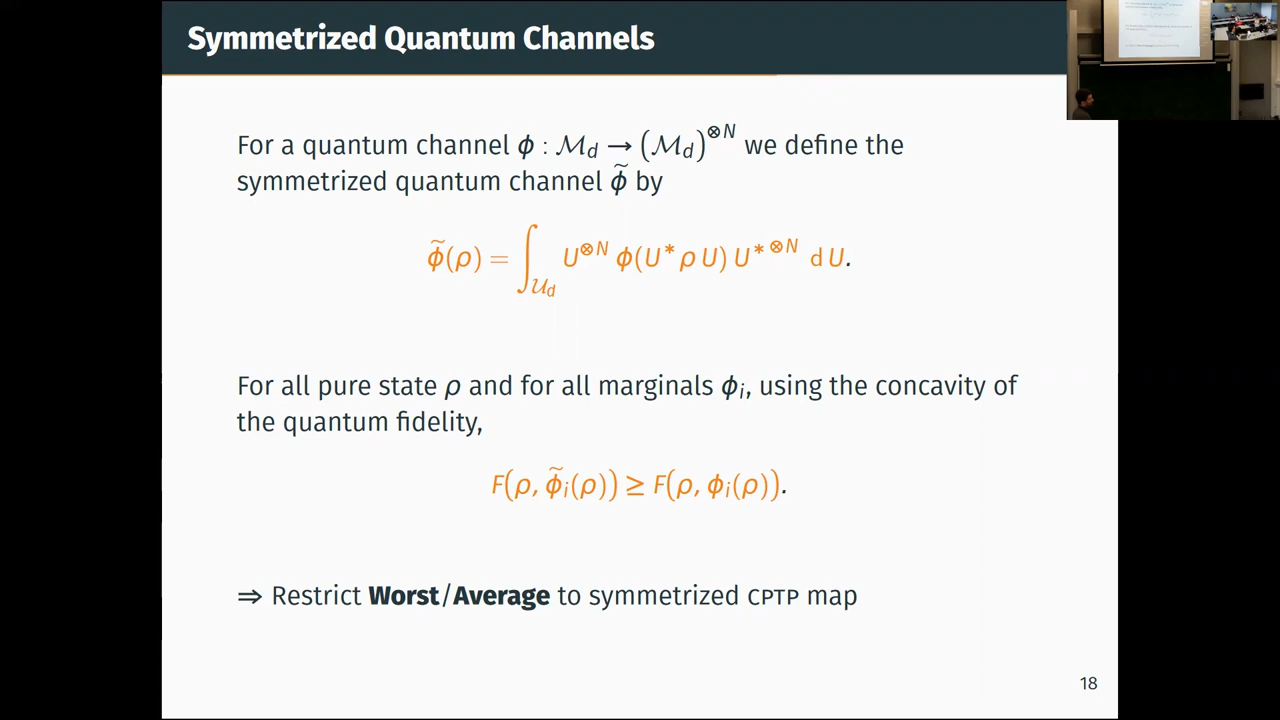 Symmetrized Quantum Channels
For a quantum channel ϕ : ℳ_d → (ℳ_d)^{⊗N} we define the
symmetrized quantum channel ϕ̃ by
ϕ̃(ρ) = ∫_{𝒰_d} U^{⊗N} ϕ(U* ρ U) U*^{⊗N} dU.
For all pure state ρ and for all marginals ϕ_i, using the concavity of
the quantum fidelity,
F(ρ, ϕ̃_i(ρ)) ≥ F(ρ, ϕ_i(ρ)).
⇒ Restrict Worst/Average to symmetrized CPTP map
18